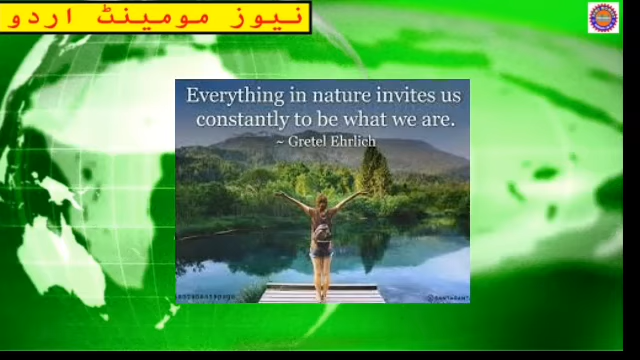 نیوز مومینٹ اردو
Everything in nature invites us
constantly to be what we are.
~ Gretel Ehrlich